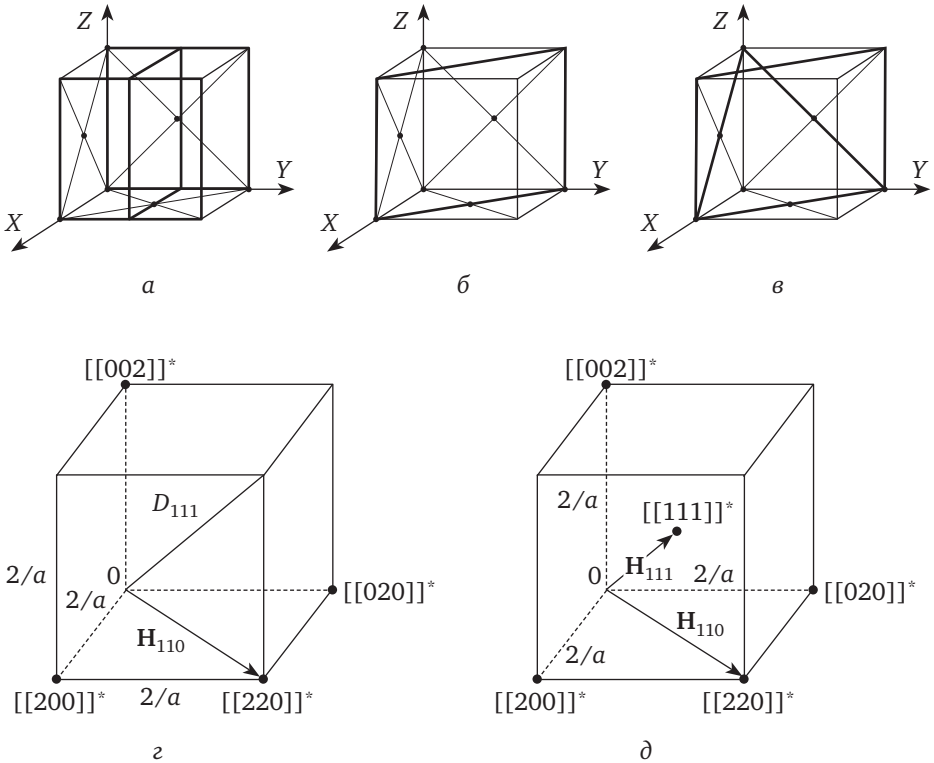 Z Z Z
Y Y Y
X X X
а б в
[[002]]* [[002]]*
D₁₁₁ 2/a [[111]]*
2/a 0 2/a [[020]]* 0 H₁₁₁ 2/a [[020]]*
H₁₁₀ 2/a H₁₁₀
[[200]]* 2/a [[220]]* [[200]]* [[220]]*
г д